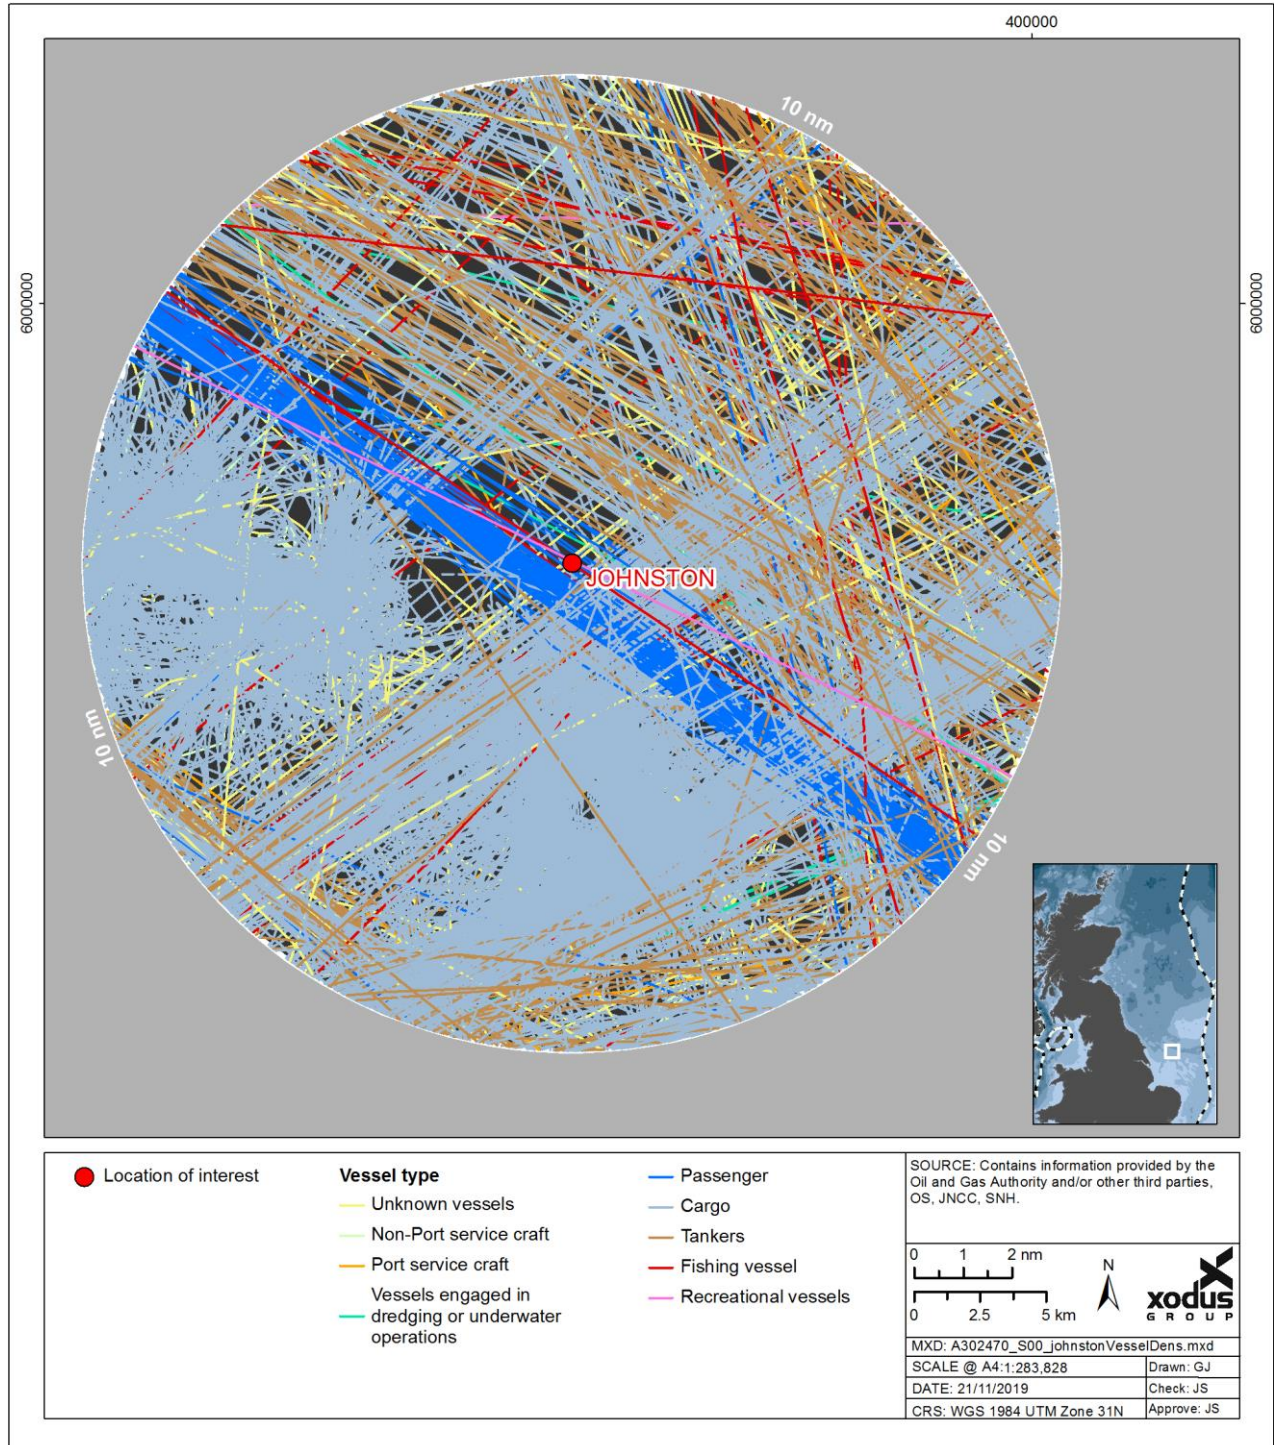 400000
10 nm
6000000
6000000
JOHNSTON
10 nm
10 nm
Location of interest
Vessel type
Unknown vessels
Non-Port service craft
Port service craft
Vessels engaged in
dredging or underwater
operations
Passenger
Cargo
Tankers
Fishing vessel
Recreational vessels
SOURCE: Contains information provided by the
Oil and Gas Authority and/or other third parties,
OS, JNCC, SNH.
0 1 2 nm
0 2.5 5 km
N
xodus
GROUP
MXD: A302470_S00_johnstonVesselDens.mxd
SCALE @ A4:1:283,828
Drawn: GJ
DATE: 21/11/2019
Check: JS
CRS: WGS 1984 UTM Zone 31N
Approve: JS